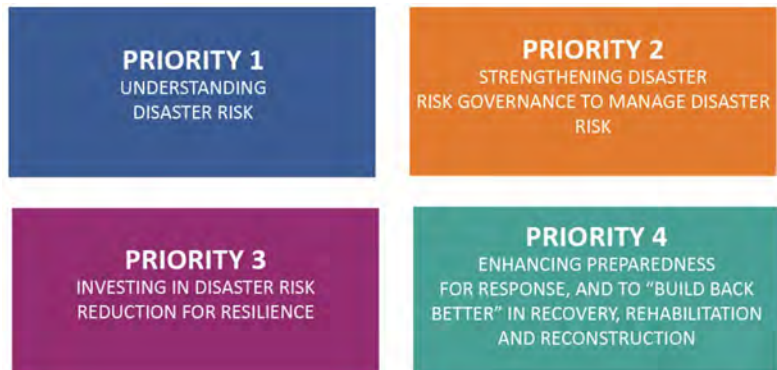 PRIORITY 1
UNDERSTANDING
DISASTER RISK
PRIORITY 2
STRENGTHENING DISASTER
RISK GOVERNANCE TO MANAGE DISASTER
RISK
PRIORITY 3
INVESTING IN DISASTER RISK
REDUCTION FOR RESILIENCE
PRIORITY 4
ENHANCING PREPAREDNESS
FOR RESPONSE, AND TO “BUILD BACK
BETTER” IN RECOVERY, REHABILITATION
AND RECONSTRUCTION